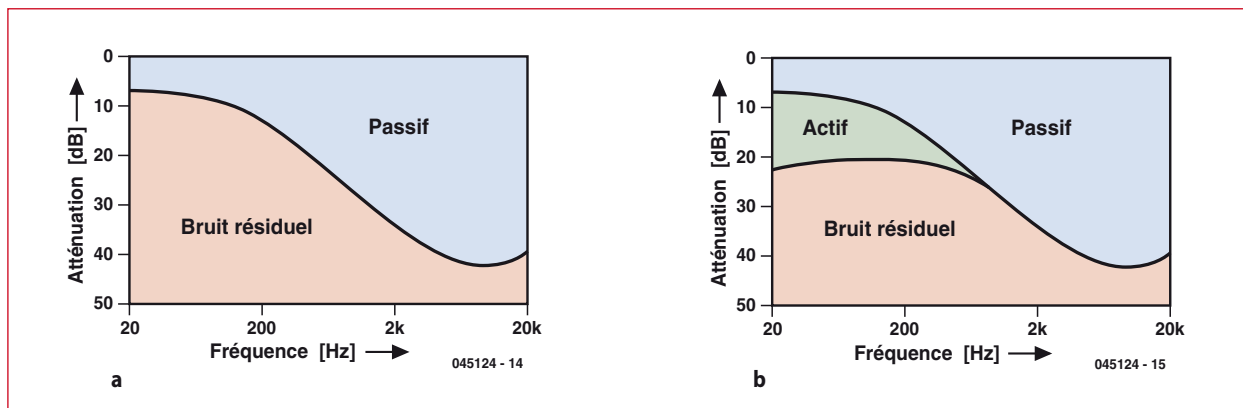 0
10
20
30
40
50
Atténuation [dB]
Passif
Bruit résiduel
20
200
2k
20k
Fréquence [Hz]
045124 - 14
a
0
10
20
30
40
50
Atténuation [dB]
Actif
Passif
Bruit résiduel
20
200
2k
20k
Fréquence [Hz]
045124 - 15
b